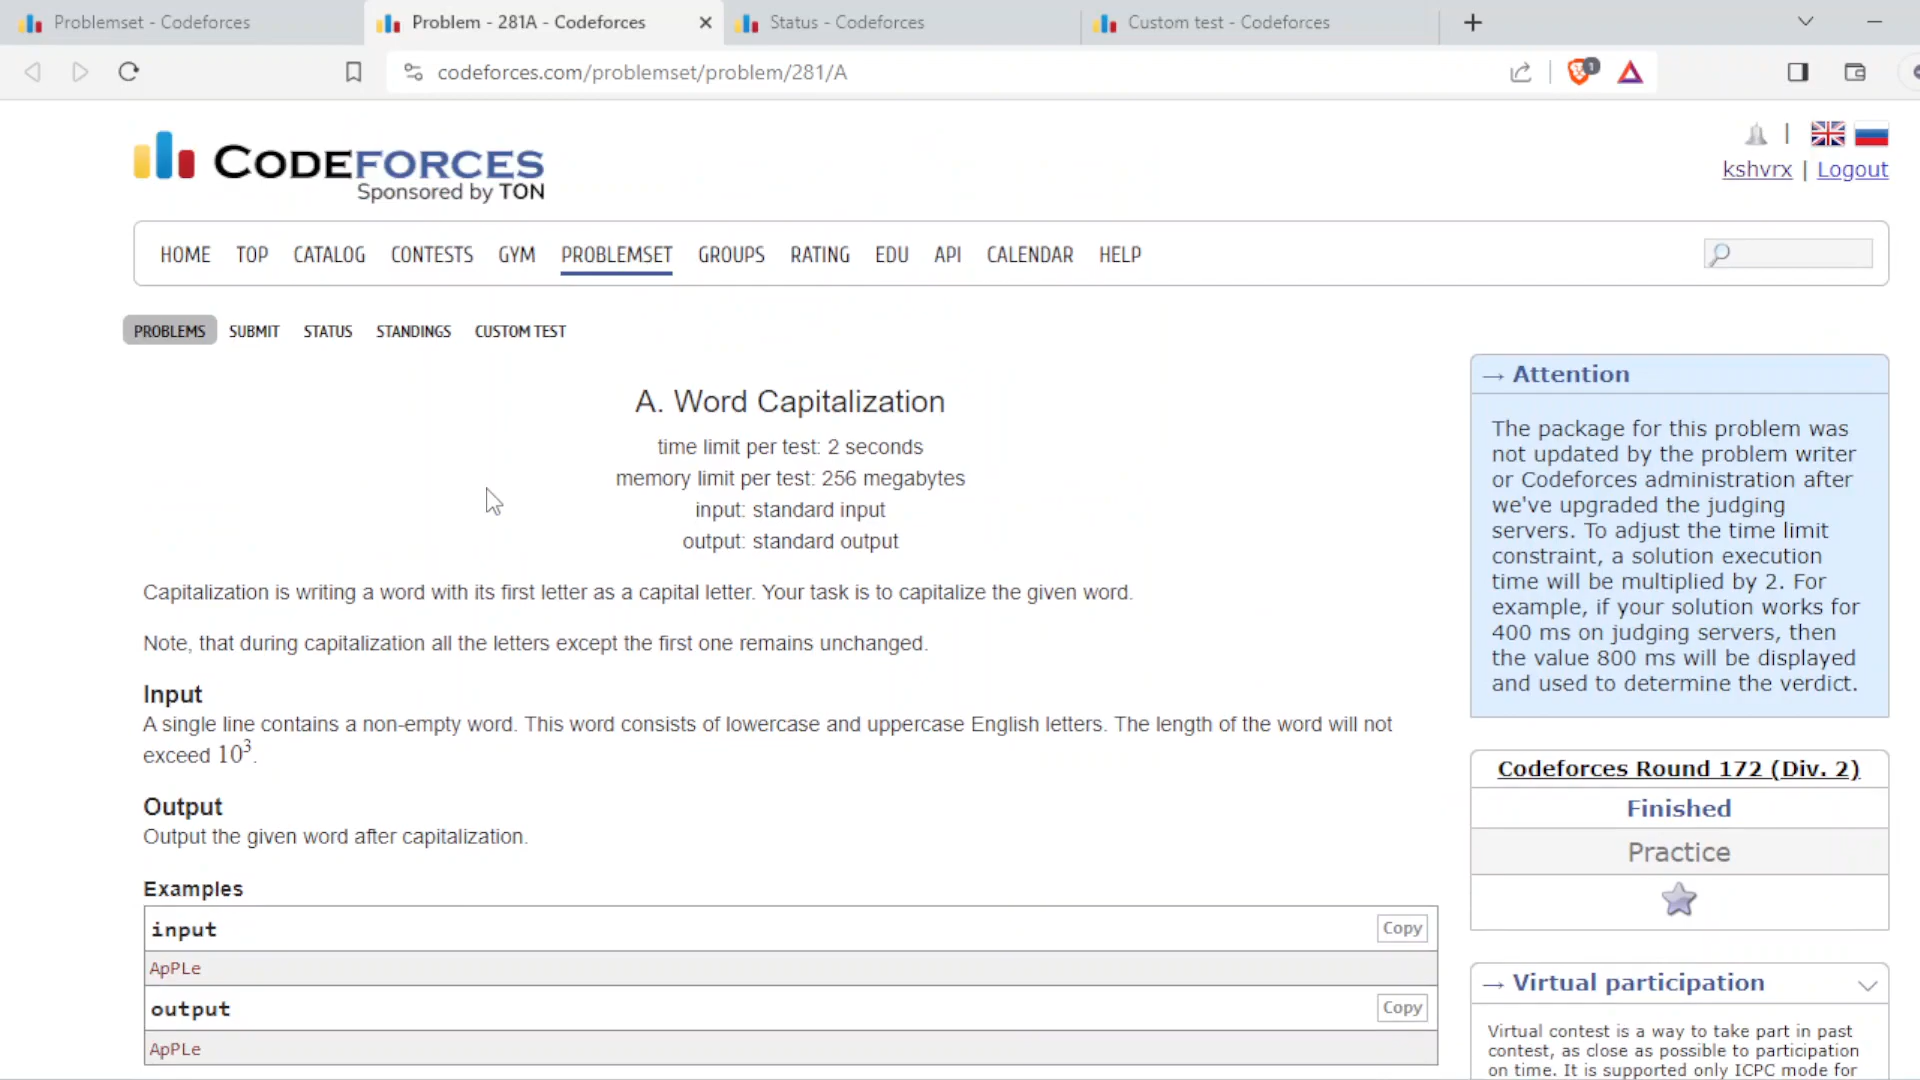 Problemset - Codeforces
Problem - 281A - Codeforces
Status - Codeforces
Custom test - Codeforces
codeforces.com/problemset/problem/281/A
1
CODEFORCES
Sponsored by TON
kshvrx | Logout
HOME TOP CATALOG CONTESTS GYM PROBLEMSET GROUPS RATING EDU API CALENDAR HELP
PROBLEMS SUBMIT STATUS STANDINGS CUSTOM TEST
A. Word Capitalization
time limit per test: 2 seconds
memory limit per test: 256 megabytes
input: standard input
output: standard output
Capitalization is writing a word with its first letter as a capital letter. Your task is to capitalize the given word.
Note, that during capitalization all the letters except the first one remains unchanged.
Input
A single line contains a non-empty word. This word consists of lowercase and uppercase English letters. The length of the word will not
exceed 10³.
Output
Output the given word after capitalization.
Examples
input Copy
ApPLe
output Copy
ApPLe
→ Attention
The package for this problem was
not updated by the problem writer
or Codeforces administration after
we've upgraded the judging
servers. To adjust the time limit
constraint, a solution execution
time will be multiplied by 2. For
example, if your solution works for
400 ms on judging servers, then
the value 800 ms will be displayed
and used to determine the verdict.
Codeforces Round 172 (Div. 2)
Finished
Practice
→ Virtual participation
Virtual contest is a way to take part in past
contest, as close as possible to participation
on time. It is supported only ICPC mode for